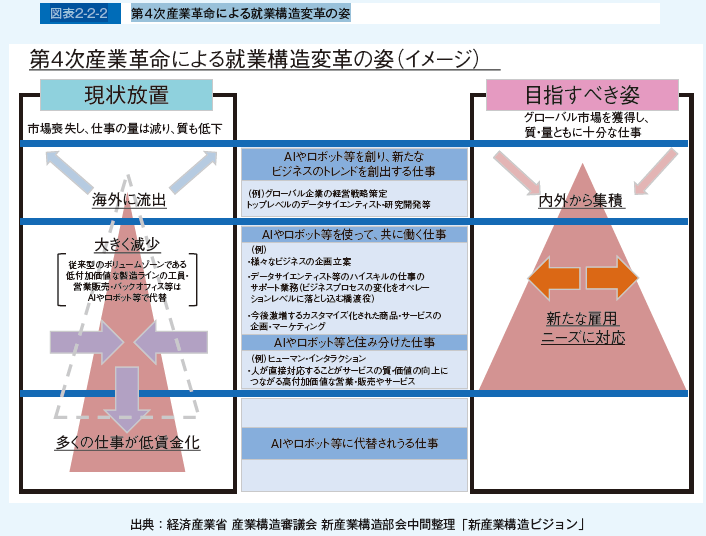 図表2-2-2 第4次産業革命による就業構造変革の姿
第4次産業革命による就業構造変革の姿（イメージ）
現状放置
市場喪失し、仕事の量は減り、質も低下
海外に流出
大きく減少
従来型のボリュームゾーンである
低付加価値な製造ラインの工員・
営業販売・バックオフィス等は
AIやロボット等で代替
多くの仕事が低賃金化
AIやロボット等を創り、新たな
ビジネスのトレンドを創出する仕事
（例）グローバル企業の経営戦略策定
トップレベルのデータサイエンティスト・研究開発等
AIやロボット等を使って、共に働く仕事
（例）
・様々なビジネスの企画立案
・データサイエンティスト等のハイスキルの仕事の
サポート業務（ビジネスプロセスの変化をオペレー
ションレベルに落とし込む橋渡役）
・今後激増するカスタマイズ化された商品・サービスの
企画・マーケティング
AIやロボット等と住み分けた仕事
（例）ヒューマン・インタラクション
・人が直接対応することがサービスの質・価値の向上に
つながる高付加価値な営業・販売やサービス
AIやロボット等に代替されうる仕事
目指すべき姿
グローバル市場を獲得し、
質・量ともに十分な仕事
内外から集積
新たな雇用
ニーズに対応
出典：経済産業省 産業構造審議会 新産業構造部会中間整理「新産業構造ビジョン」